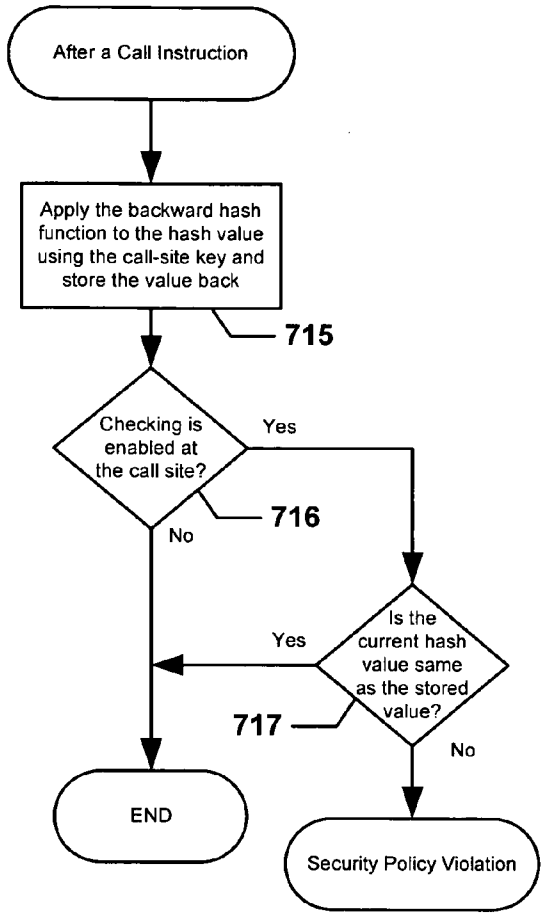 After a Call Instruction
Apply the backward hash
function to the hash value
using the call-site key and
store the value back
715
Checking is
enabled at
the call site?
Yes
716
No
Is the
current hash
value same
as the stored
value?
Yes
717
No
END
Security Policy Violation